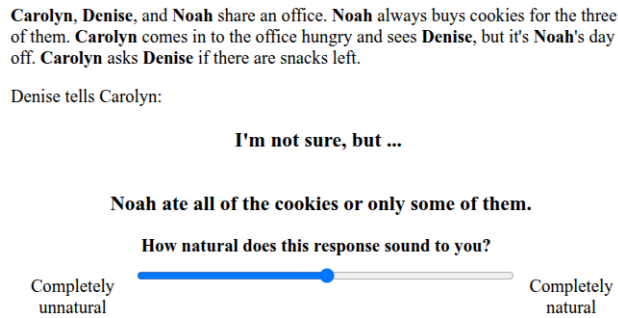 Carolyn, Denise, and Noah share an office. Noah always buys cookies for the three
of them. Carolyn comes in to the office hungry and sees Denise, but it's Noah's day
off. Carolyn asks Denise if there are snacks left.
Denise tells Carolyn:
I'm not sure, but ...
Noah ate all of the cookies or only some of them.
How natural does this response sound to you?
Completely
unnatural
Completely
natural